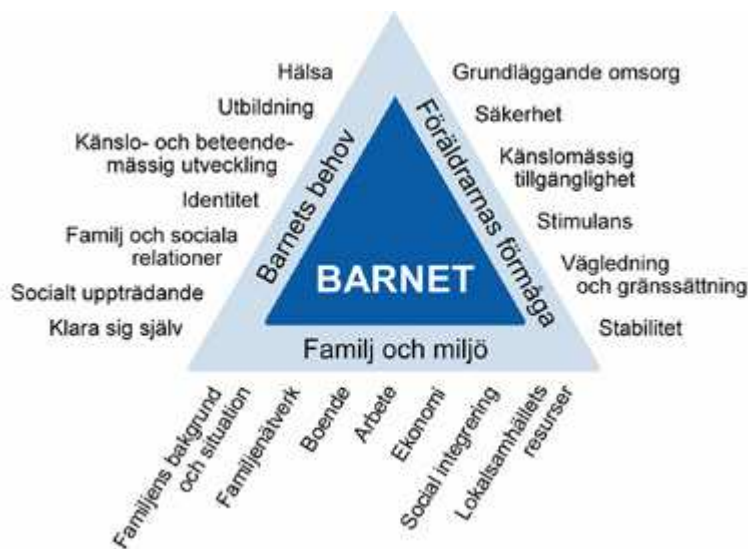 Hälsa
Utbildning
Känslo- och beteende-
mässig utveckling
Identitet
Familj och sociala
relationer
Socialt uppträdande
Klara sig själv
Barnets behov
BARNET
Föräldrarnas förmåga
Familj och miljö
Grundläggande omsorg
Säkerhet
Känslomässig
tillgänglighet
Stimulans
Vägledning
och gränssättning
Stabilitet
Familjens bakgrund
och situation
Familjenätverk
Boende
Arbete
Ekonomi
Social integrering
Lokalsamhällets
resurser